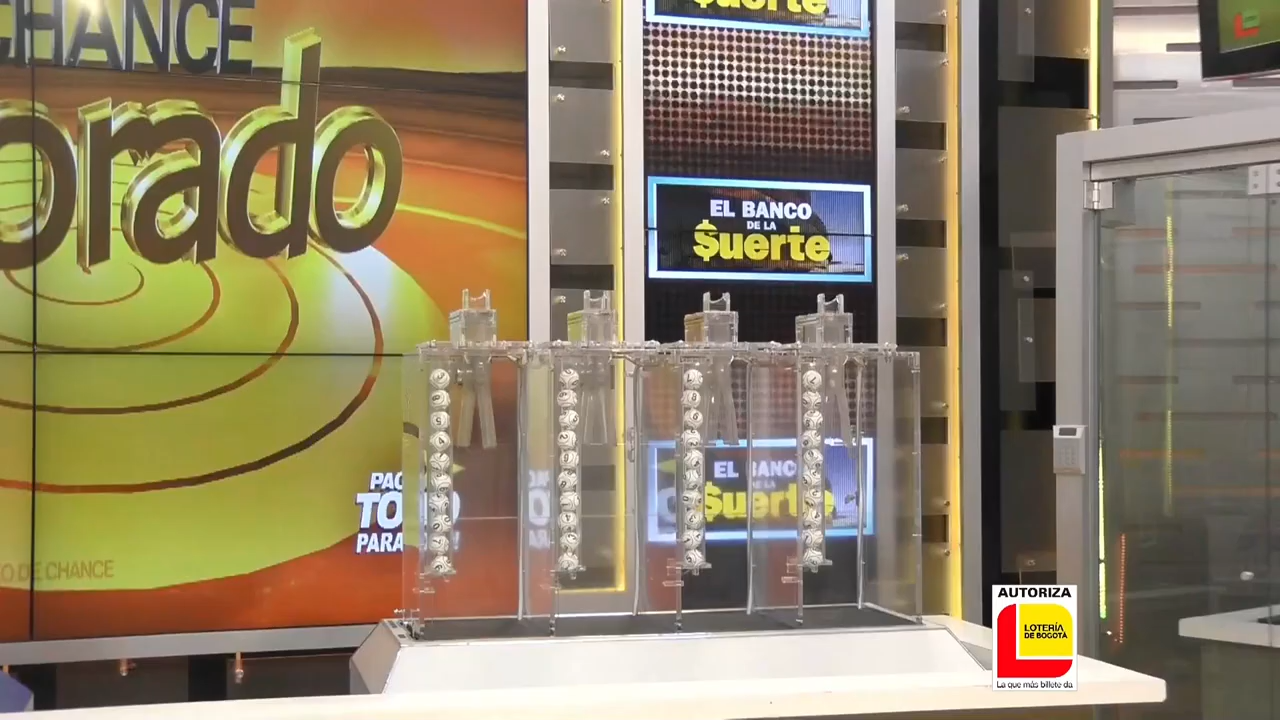 CHANCE
orado
uerte
EL BANCO
DE LA
$uerte
EL BANCO
DE LA
$uerte
PARA
O DE CHANCE
AUTORIZA
LOTERÍA
DE BOGOTÁ
La que más billete da